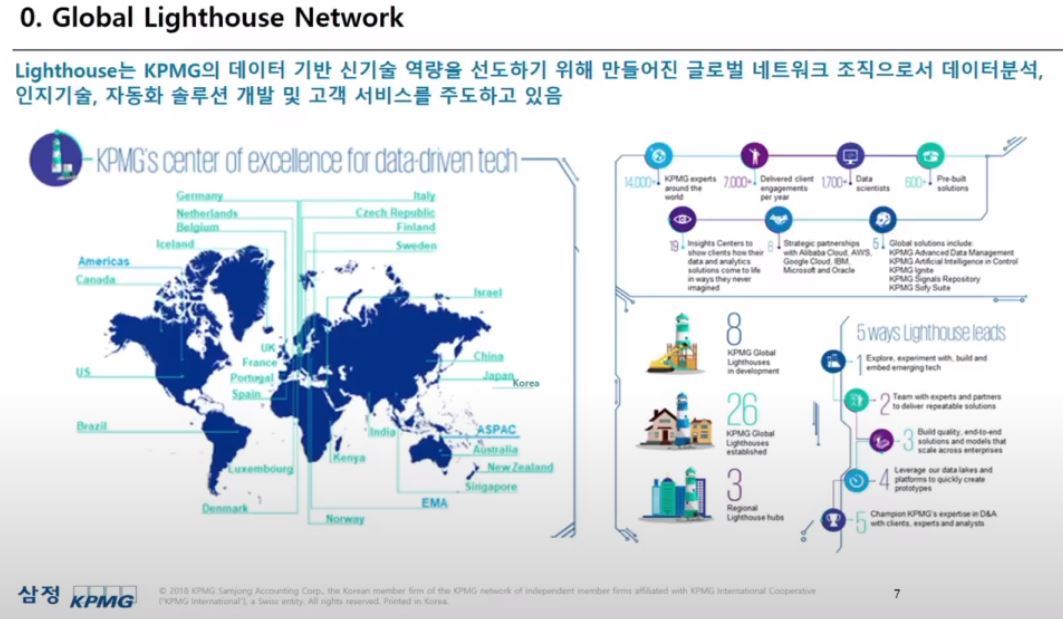 0. Global Lighthouse Network
Lighthouse는 KPMG의 데이터 기반 신기술 역량을 선도하기 위해 만들어진 글로벌 네트워크 조직으로서 데이터분석,
인지기술, 자동화 솔루션 개발 및 고객 서비스를 주도하고 있음
KPMG's center of excellence for data-driven tech
Germany
Netherlands
Belgium
Iceland
Americas
Canada
US
Brazil
Italy
Czech Republic
Finland
Sweden
Israel
UK
France
Portugal
Spain
China
Japan
Korea
India
ASPAC
Australia
Kenya
New Zealand
Luxembourg
Singapore
EMA
Denmark
Norway
14,000+
KPMG experts
around the
world
7,000+
Delivered client
engagements
per year
1,700+
Data
scientists
600+
Pre-built
solutions
19
Insights Centers to
show clients how their
data and analytics
solutions come to life
in ways they never
imagined
8
Strategic partnerships
with Alibaba Cloud, AWS,
Google Cloud, IBM,
Microsoft and Oracle
5
Global solutions include:
KPMG Advanced Data Management
KPMG Artificial Intelligence in Control
KPMG Ignite
KPMG Signals Repository
KPMG Sofy Suite
8
KPMG Global
Lighthouses
in development
26
KPMG Global
Lighthouses
established
3
Regional
Lighthouse hubs
5 ways Lighthouse leads
1 Explore, experiment with, build and
embed emerging tech
2 Team with experts and partners
to deliver repeatable solutions
3 Build quality, end-to-end
solutions and models that
scale across enterprises
4 Leverage our data lakes and
platforms to quickly create
prototypes
5 Champion KPMG's expertise in D&A
with clients, experts and analysts
삼정 KPMG
© 2018 KPMG Samjong Accounting Corp., the Korean member firm of the KPMG network of independent member firms affiliated with KPMG International Cooperative
("KPMG International"), a Swiss entity. All rights reserved. Printed in Korea.
7